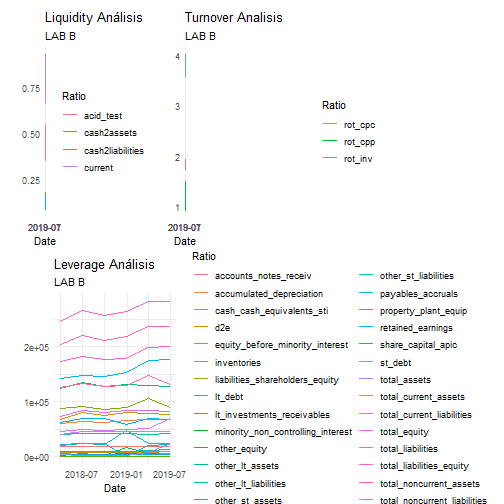 Liquidity Análisis
LAB B
0.75
0.50
0.25
2019-07
Date
Ratio
acid_test
cash2assets
cash2liabilities
current
Turnover Analisis
LAB B
4
3
2
1
2019-07
Date
Ratio
rot_cpc
rot_cpp
rot_inv
Leverage Análisis
LAB B
2e+05
1e+05
0e+00
2018-07
2019-01
2019-07
Date
Ratio
accounts_notes_receiv
accumulated_depreciation
cash_cash_equivalents_sti
d2e
equity_before_minority_interest
inventories
liabilities_shareholders_equity
lt_debt
lt_investments_receivables
minority_non_controlling_interest
other_equity
other_lt_assets
other_lt_liabilities
other_st_assets
other_st_liabilities
payables_accruals
property_plant_equip
retained_earnings
share_capital_apic
st_debt
total_assets
total_current_assets
total_current_liabilities
total_equity
total_liabilities
total_liabilities_equity
total_noncurrent_assets
total_noncurrent_liabilities